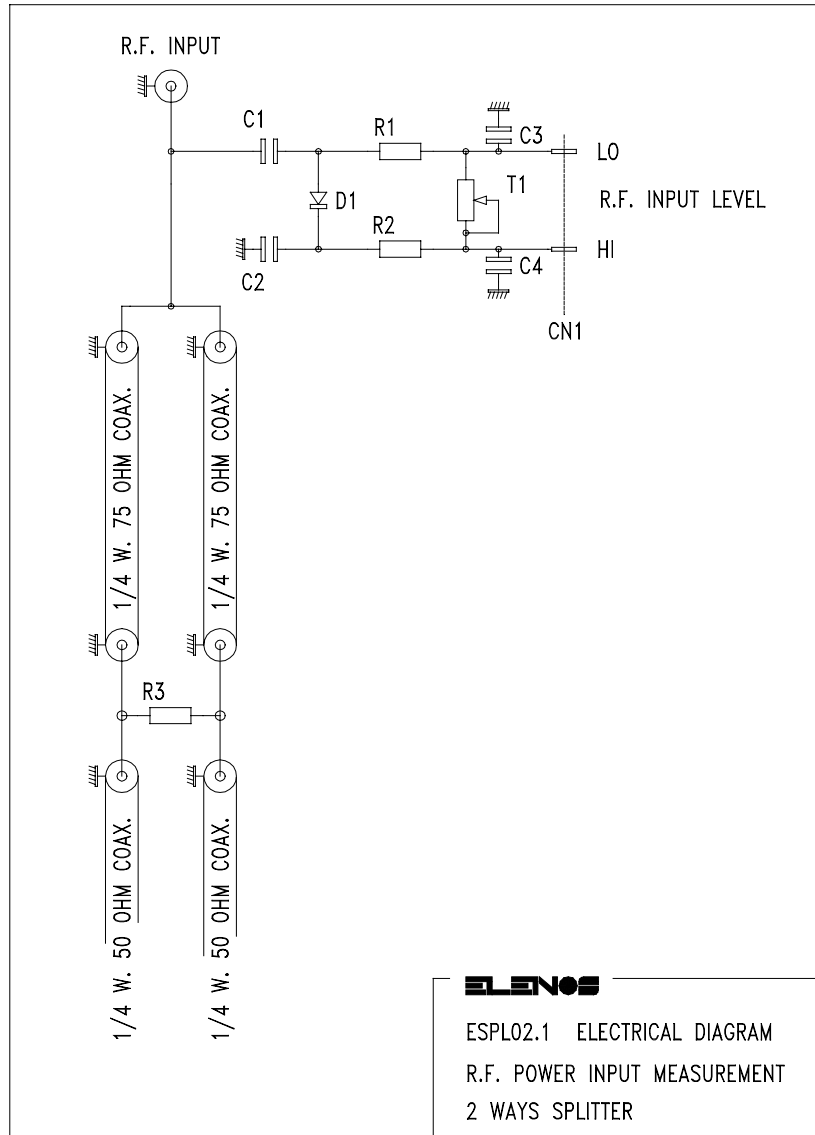 R.F. INPUT
C1
R1
C3
LO
T1
D1
R.F. INPUT LEVEL
R2
HI
C2
C4
CN1
1/4 W. 75 OHM COAX.
1/4 W. 75 OHM COAX.
R3
1/4 W. 50 OHM COAX.
1/4 W. 50 OHM COAX.
ELENOS
ESPL02.1 ELECTRICAL DIAGRAM
R.F. POWER INPUT MEASUREMENT
2 WAYS SPLITTER